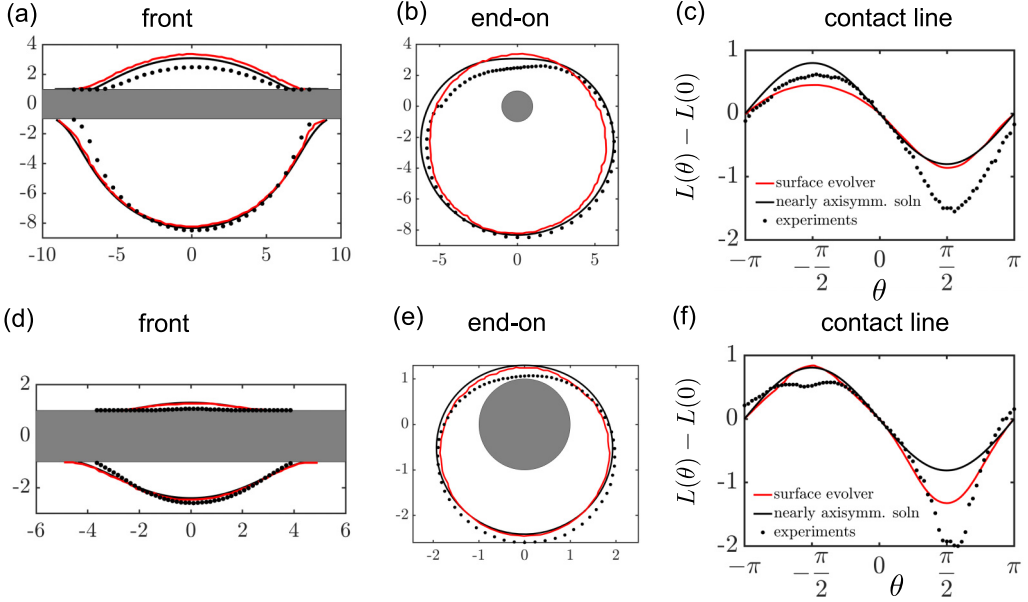 (a) front
(b) end-on
(c) contact line
4
2
0
-2
-4
-6
-8
-10 -5 0 5 10
4
2
0
-2
-4
-6
-8
-5 0 5
L(θ) − L(0)
1
0
-1
-2
surface evolver
nearly axisymm. soln
experiments
−π −π/2 0 π/2 π
θ
(d) front
(e) end-on
(f) contact line
2
0
-2
-6 -4 -2 0 2 4 6
1
0
-1
-2
-2 -1 0 1 2
L(θ) − L(0)
1
0
-1
-2
surface evolver
nearly axisymm. soln
experiments
−π −π/2 0 π/2 π
θ